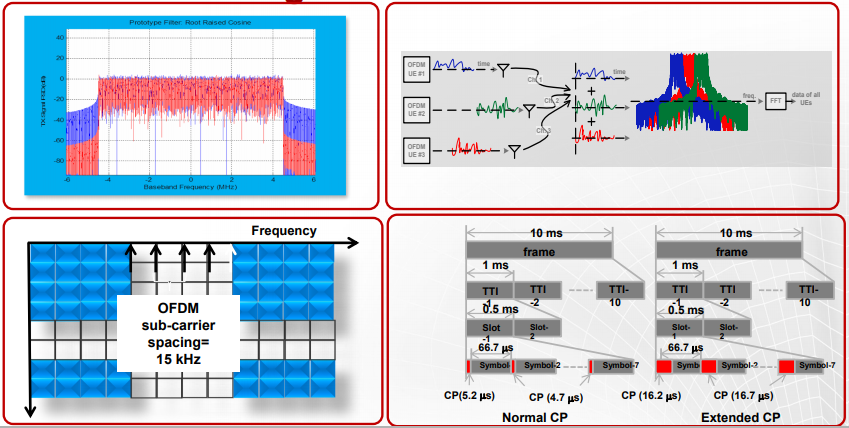 Prototype Filter: Root Raised Cosine
40
20
0
-20
-40
-60
-80
-6 -4 -2 0 2 4 6
Baseband Frequency (MHz)
OFDM
UE #1
time
Ch. 1
time
OFDM
UE #2
Ch. 2
freq.
FFT
data of all
UEs
OFDM
UE #3
Ch. 3
+
+
Frequency
OFDM
sub-carrier
spacing=
15 kHz
10 ms
frame
1 ms
TTI
-1
TTI
-2
TTI-
10
0.5 ms
Slot
-1
Slot-
2
66.7 µs
Symbol
Symbol-2
Symbol-7
CP(5.2 µs)
CP (4.7 µs)
Normal CP
10 ms
frame
1 ms
TTI
-1
TTI
-2
TTI-
10
0.5 ms
Slot-
1
Slot-
2
66.7 µs
Symb
Symbol-2
Symbol-7
CP (16.2 µs)
CP (16.7 µs)
Extended CP